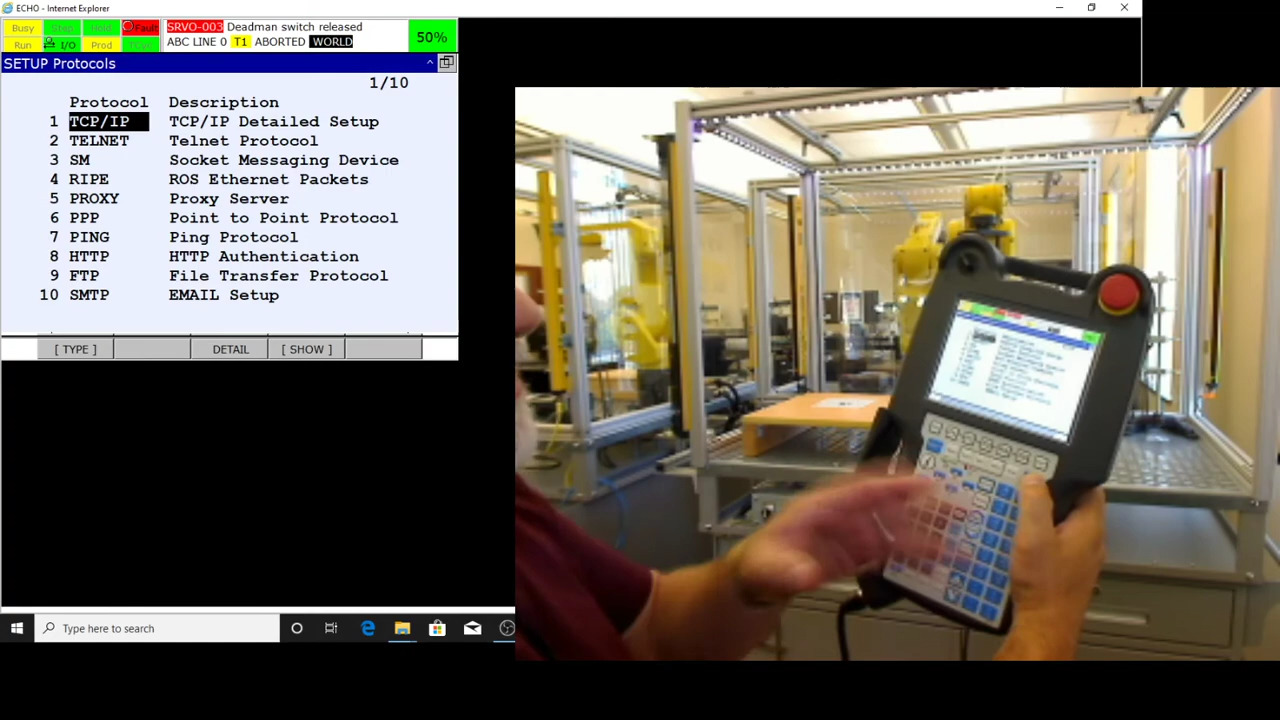 ECHO - Internet Explorer
Busy Step Hold Fault
SRVO-003 Deadman switch released
Run I/O Prod TCyc
ABC LINE 0 T1 ABORTED WORLD
50%
SETUP Protocols
1/10
Protocol Description
1 TCP/IP TCP/IP Detailed Setup
2 TELNET Telnet Protocol
3 SM Socket Messaging Device
4 RIPE ROS Ethernet Packets
5 PROXY Proxy Server
6 PPP Point to Point Protocol
7 PING Ping Protocol
8 HTTP HTTP Authentication
9 FTP File Transfer Protocol
10 SMTP EMAIL Setup
[ TYPE ] DETAIL [ SHOW ]
Type here to search